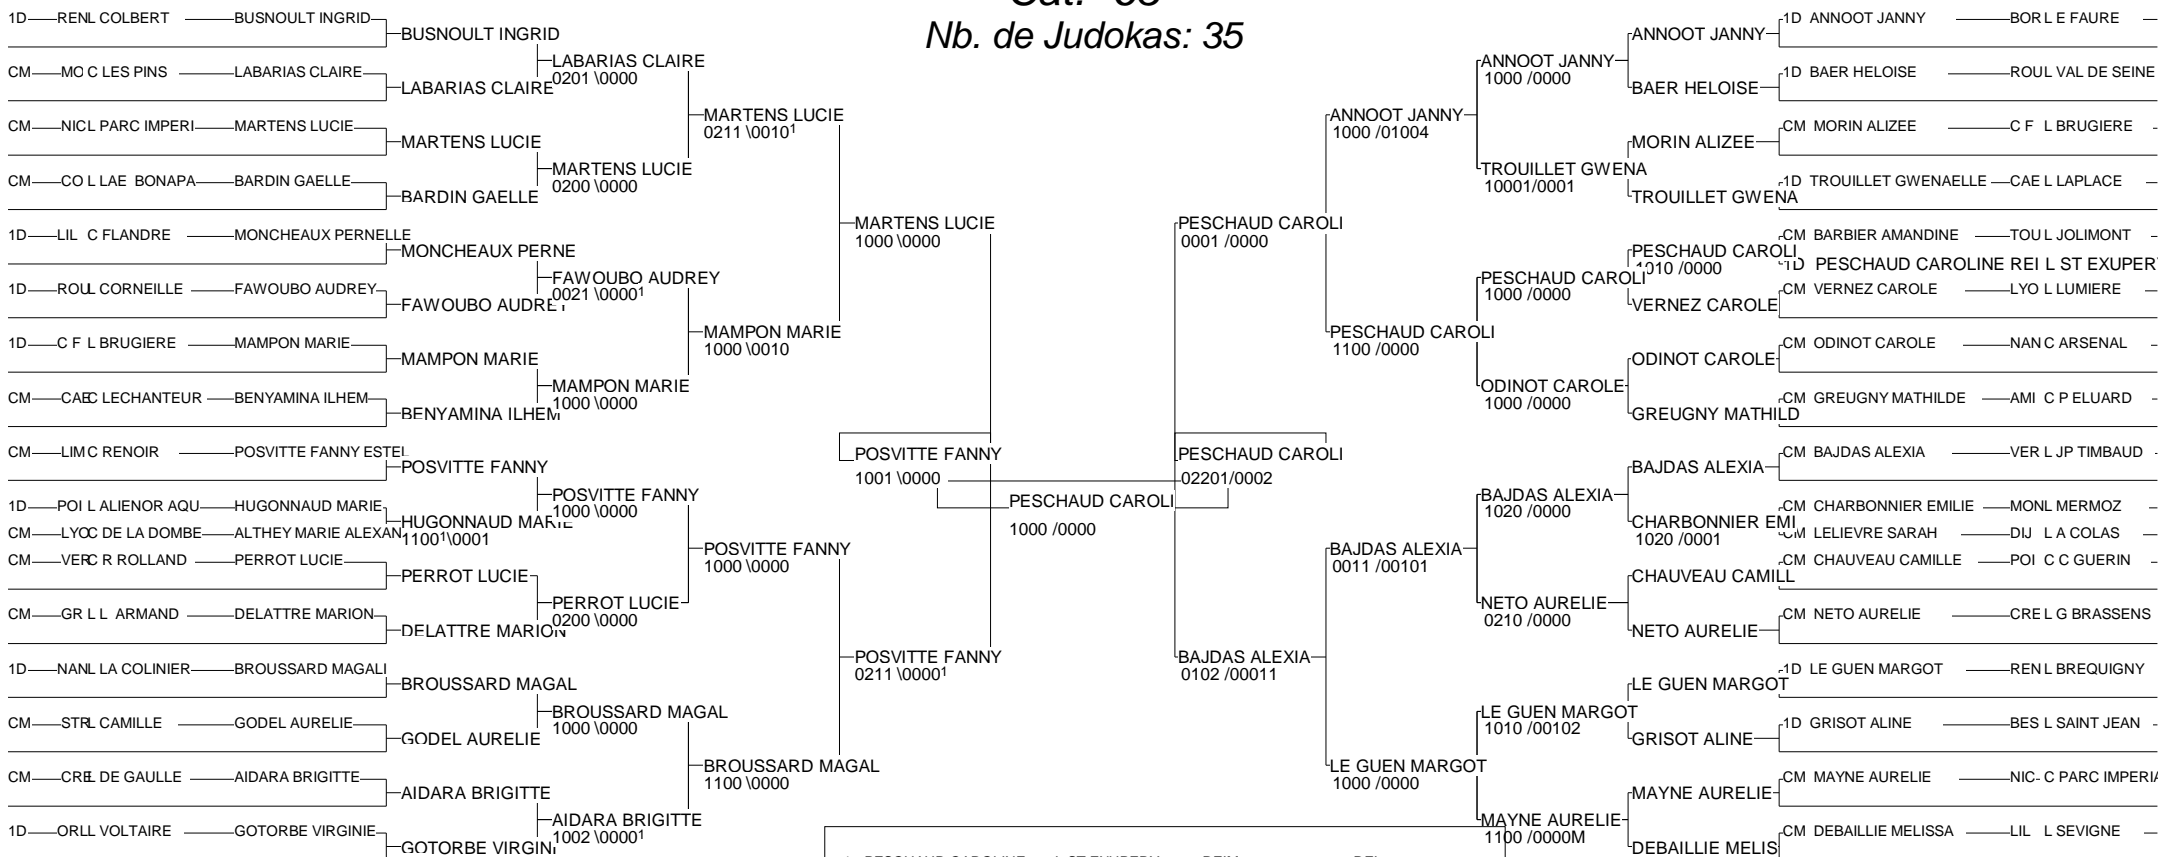 Nb. de Judokas: 35
1D RENL COLBERT BUSNOULT INGRID
CM MO C LES PINS LABARIAS CLAIRE
CM NICL PARC IMPERI MARTENS LUCIE
CM CO L LAE BONAPA BARDIN GAELLE
1D LIL C FLANDRE MONCHEAUX PERNELLE
1D ROUL CORNEILLE FAWOUBO AUDREY
1D C F L BRUGIERE MAMPON MARIE
CM CAEC LECHANTEUR BENYAMINA ILHEM
CM LIM C RENOIR POSVITTE FANNY ESTEL
1D POI L ALIENOR AQU HUGONNAUD MARIE
CM LYOC DE LA DOMBE ALTHEY MARIE ALEXAN
CM VERC R ROLLAND PERROT LUCIE
CM GR L L ARMAND DELATTRE MARION
1D NANL LA COLINIER BROUSSARD MAGALI
CM STRL CAMILLE GODEL AURELIE
CM CREL DE GAULLE AIDARA BRIGITTE
1D ORLL VOLTAIRE GOTORBE VIRGINIE
BUSNOULT INGRID
LABARIAS CLAIRE
MARTENS LUCIE
BARDIN GAELLE
MONCHEAUX PERNE
FAWOUBO AUDREY
MAMPON MARIE
BENYAMINA ILHEM
POSVITTE FANNY
HUGONNAUD MARIE
1100¹\0001
PERROT LUCIE
DELATTRE MARION
BROUSSARD MAGAL
GODEL AURELIE
AIDARA BRIGITTE
GOTORBE VIRGINI
LABARIAS CLAIRE
0201 \0000
MARTENS LUCIE
0200 \0000
FAWOUBO AUDREY
0021 \0000¹
MAMPON MARIE
1000 \0000
POSVITTE FANNY
1000 \0000
PERROT LUCIE
0200 \0000
BROUSSARD MAGAL
1000 \0000
AIDARA BRIGITTE
1002 \0000¹
MARTENS LUCIE
0211 \0010¹
MAMPON MARIE
1000 \0010
POSVITTE FANNY
1000 \0000
BROUSSARD MAGAL
1100 \0000
MARTENS LUCIE
1000 \0000
POSVITTE FANNY
0211 \0000¹
POSVITTE FANNY
1001 \0000
PESCHAUD CAROLI
1000 /0000
PESCHAUD CAROLI
02201/0002
PESCHAUD CAROLI
0001 /0000
BAJDAS ALEXIA
0102 /00011
ANNOOT JANNY
1000 /01004
PESCHAUD CAROLI
1100 /0000
BAJDAS ALEXIA
0011 /00101
LE GUEN MARGOT
1000 /0000
ANNOOT JANNY
1000 /0000
TROUILLET GWENA
10001/0001
PESCHAUD CAROLI
1000 /0000
ODINOT CAROLE
1000 /0000
BAJDAS ALEXIA
1020 /0000
NETO AURELIE
0210 /0000
LE GUEN MARGOT
1010 /00102
MAYNE AURELIE
1100 /0000M
ANNOOT JANNY
BAER HELOISE
MORIN ALIZEE
TROUILLET GWENA
PESCHAUD CAROLI
1010 /0000
VERNEZ CAROLE
ODINOT CAROLE
GREUGNY MATHILD
BAJDAS ALEXIA
CHARBONNIER EMI
1020 /0001
CHAUVEAU CAMILL
NETO AURELIE
LE GUEN MARGOT
GRISOT ALINE
MAYNE AURELIE
DEBAILLIE MELIS
1D ANNOOT JANNY BOR L E FAURE
1D BAER HELOISE ROUL VAL DE SEINE
CM MORIN ALIZEE C F L BRUGIERE
1D TROUILLET GWENAELLE CAE L LAPLACE
CM BARBIER AMANDINE TOU L JOLIMONT
1D PESCHAUD CAROLINE REI L ST EXUPER
CM VERNEZ CAROLE LYO L LUMIERE
CM ODINOT CAROLE NAN C ARSENAL
CM GREUGNY MATHILDE AMI C P ELUARD
CM BAJDAS ALEXIA VER L JP TIMBAUD
CM CHARBONNIER EMILIE MONL MERMOZ
CM LELIEVRE SARAH DIJ L A COLAS
CM CHAUVEAU CAMILLE POI C C GUERIN
CM NETO AURELIE CRE L G BRASSENS
1D LE GUEN MARGOT REN L BREQUIGNY
1D GRISOT ALINE BES L SAINT JEAN
CM MAYNE AURELIE NIC- C PARC IMPERIA
CM DEBAILLIE MELISSA LIL L SEVIGNE